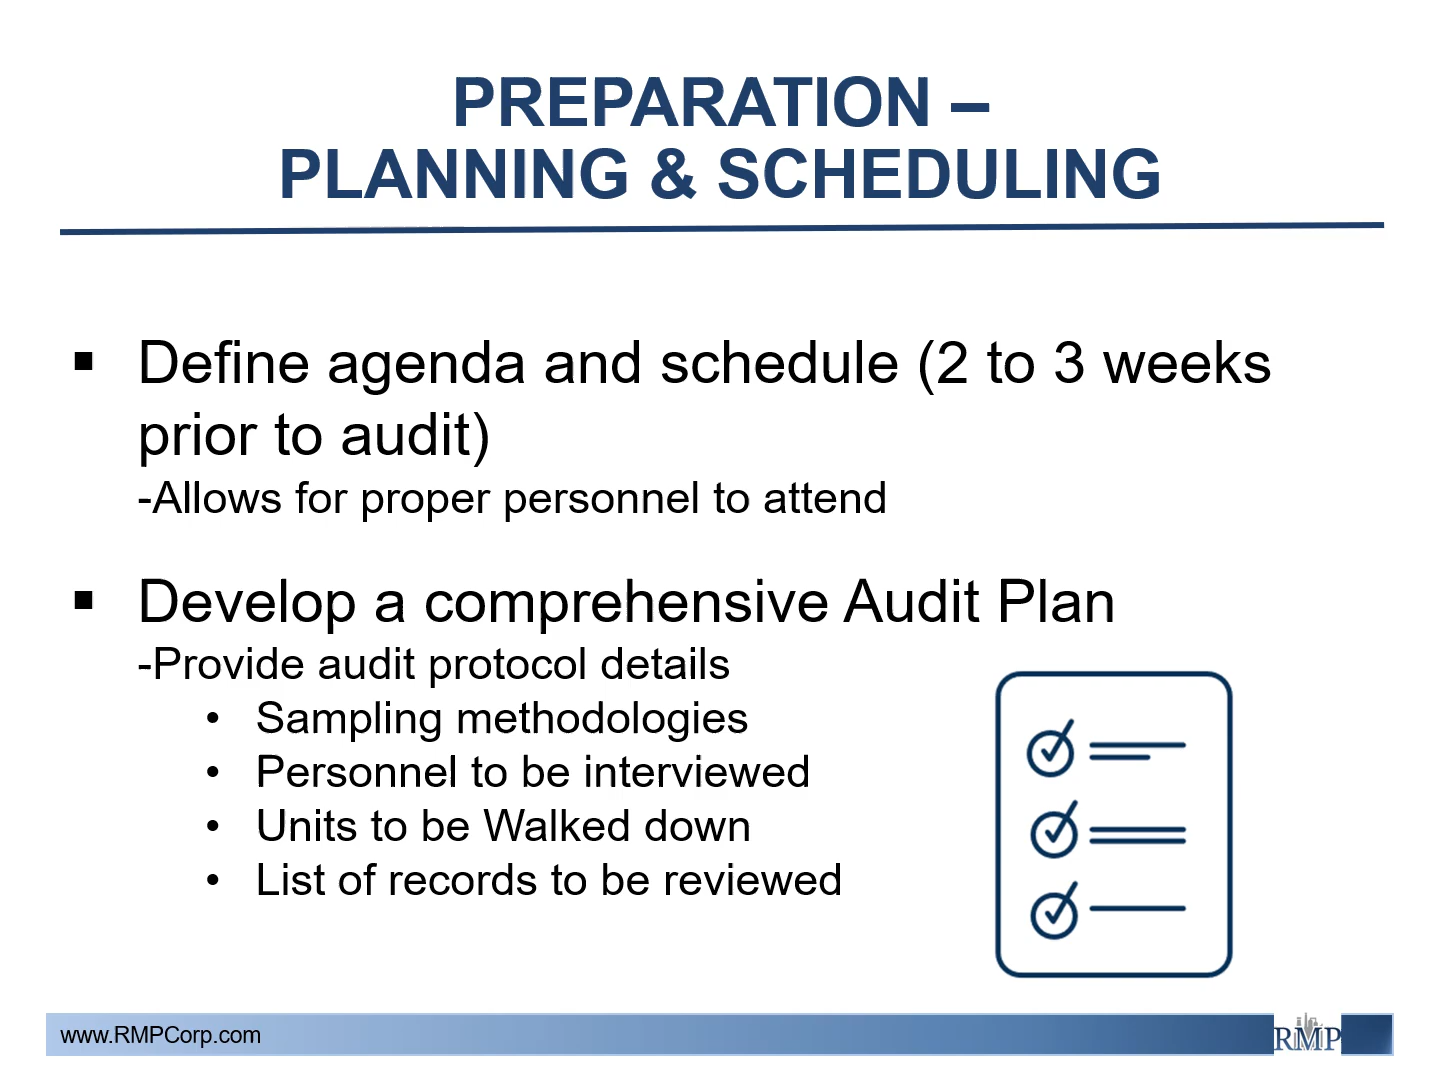 PREPARATION –
PLANNING & SCHEDULING
▪ Define agenda and schedule (2 to 3 weeks
prior to audit)
-Allows for proper personnel to attend
▪ Develop a comprehensive Audit Plan
-Provide audit protocol details
• Sampling methodologies
• Personnel to be interviewed
• Units to be Walked down
• List of records to be reviewed
www.RMPCorp.com
RMP